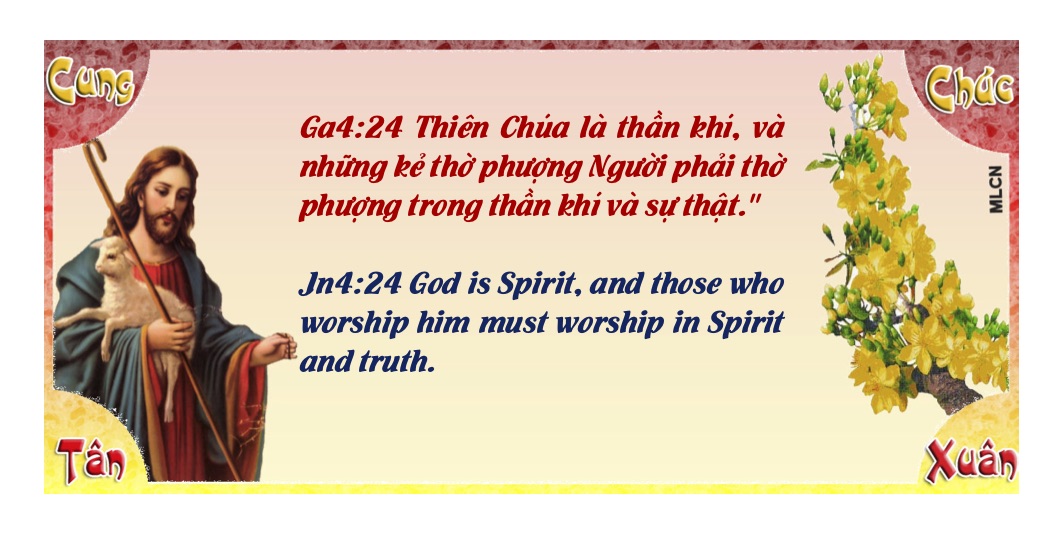 Cung
Chúc
Ga4:24 Thiên Chúa là thần khí, và
những kẻ thờ phượng Người phải thờ
phượng trong thần khí và sự thật."
MLCN
Jn4:24 God is Spirit, and those who
worship him must worship in Spirit
and truth.
Tân
Xuân